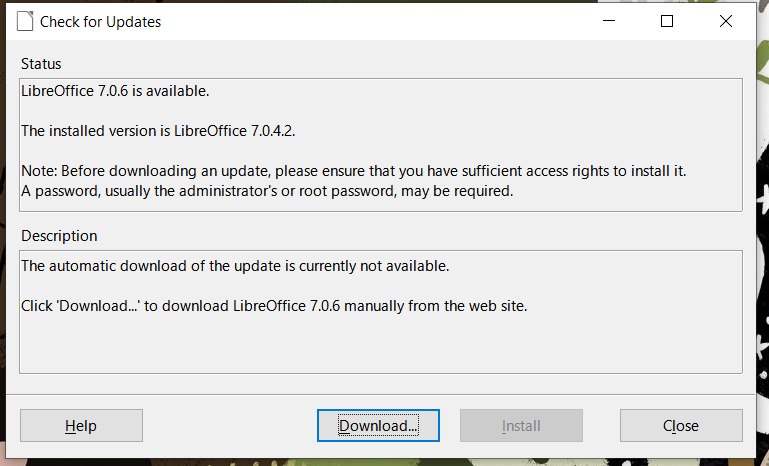 Check for Updates
Status
LibreOffice 7.0.6 is available.
The installed version is LibreOffice 7.0.4.2.
Note: Before downloading an update, please ensure that you have sufficient access rights to install it.
A password, usually the administrator's or root password, may be required.
Description
The automatic download of the update is currently not available.
Click 'Download...' to download LibreOffice 7.0.6 manually from the web site.
Help
Download...
Install
Close